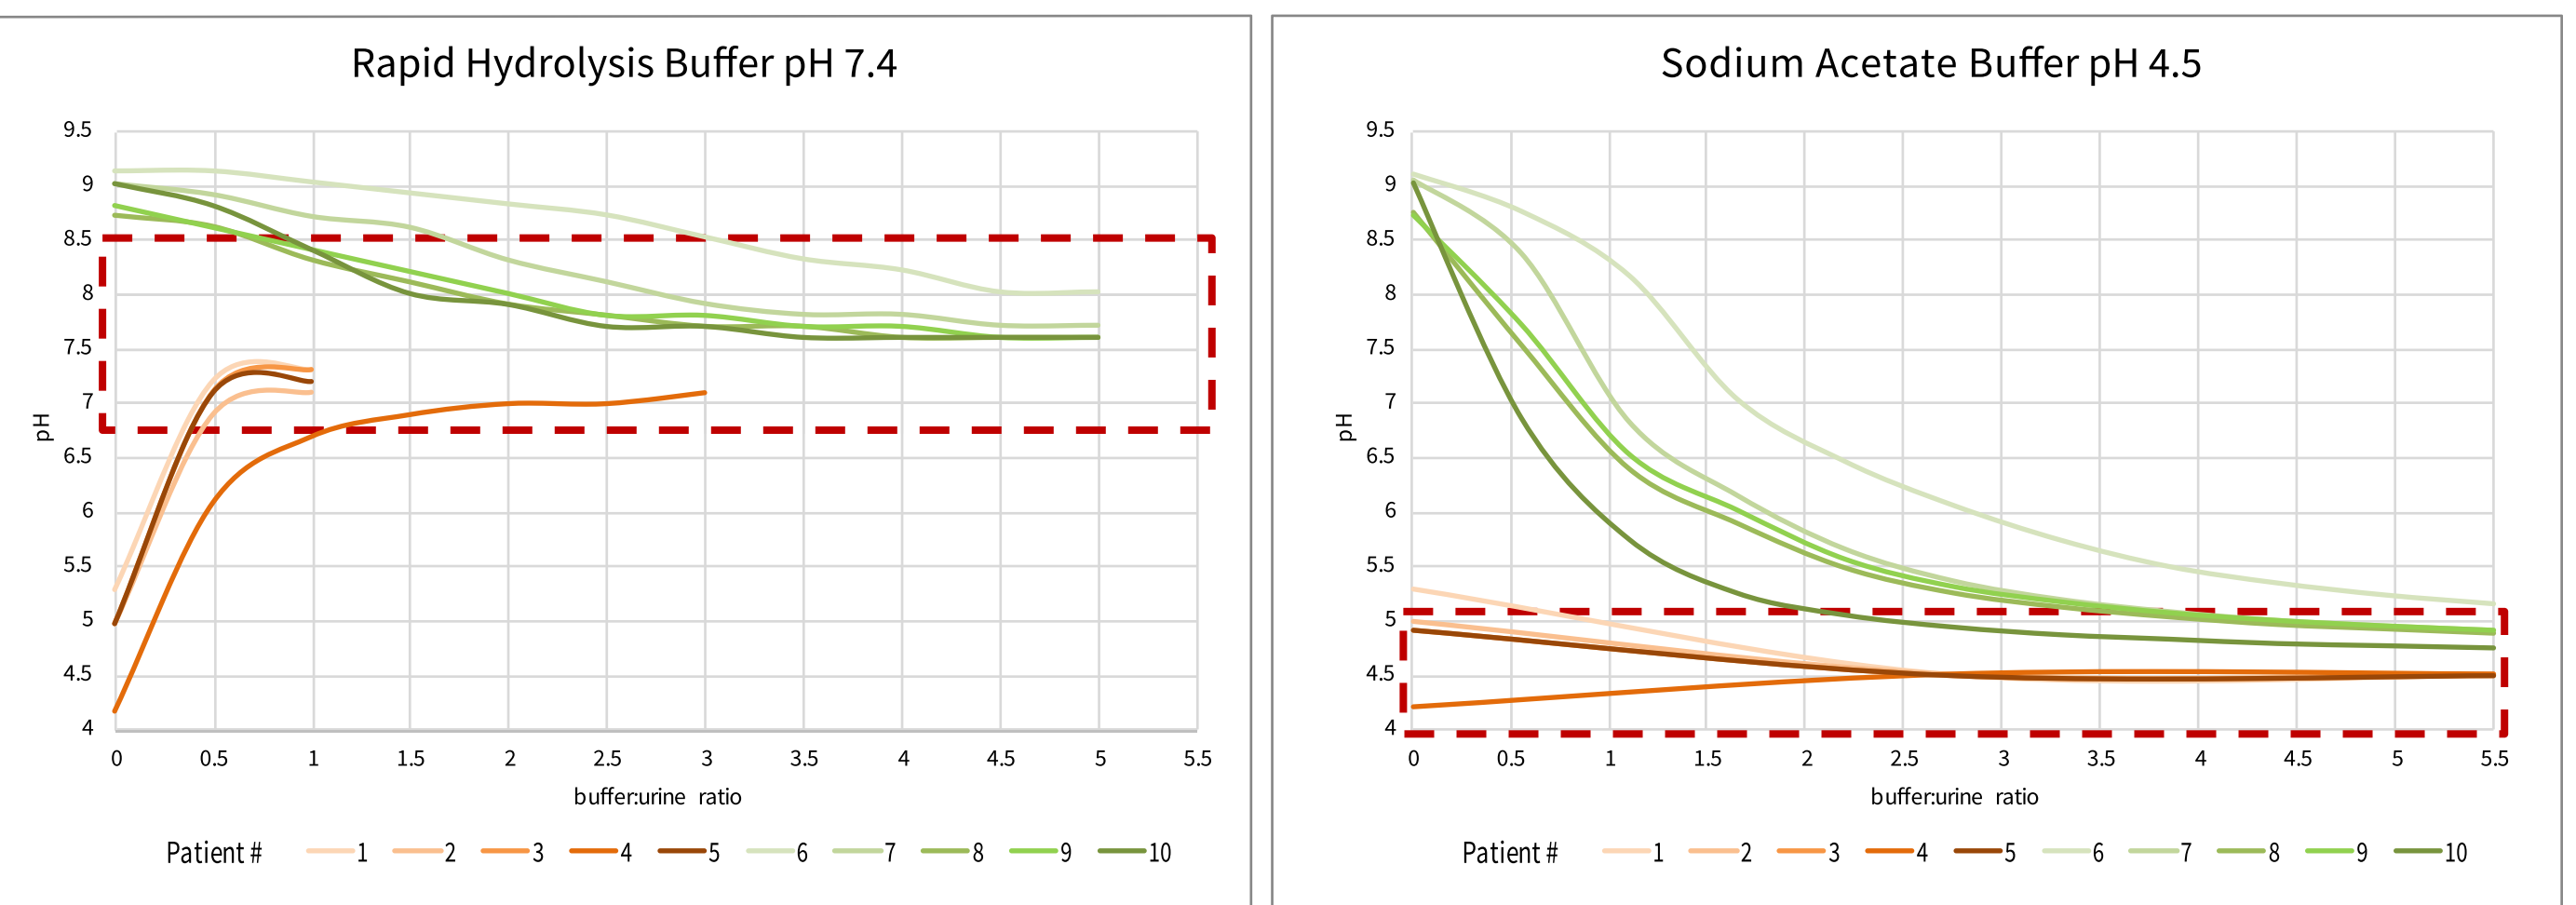 Rapid Hydrolysis Buffer pH 7.4
9.5
9
8.5
8
7.5
7
6.5
6
5.5
5
4.5
4
pH
0 0.5 1 1.5 2 2.5 3 3.5 4 4.5 5 5.5
buffer:urine ratio
Patient # 1 2 3 4 5 6 7 8 9 10
Sodium Acetate Buffer pH 4.5
9.5
9
8.5
8
7.5
7
6.5
6
5.5
5
4.5
4
pH
0 0.5 1 1.5 2 2.5 3 3.5 4 4.5 5 5.5
buffer:urine ratio
Patient # 1 2 3 4 5 6 7 8 9 10